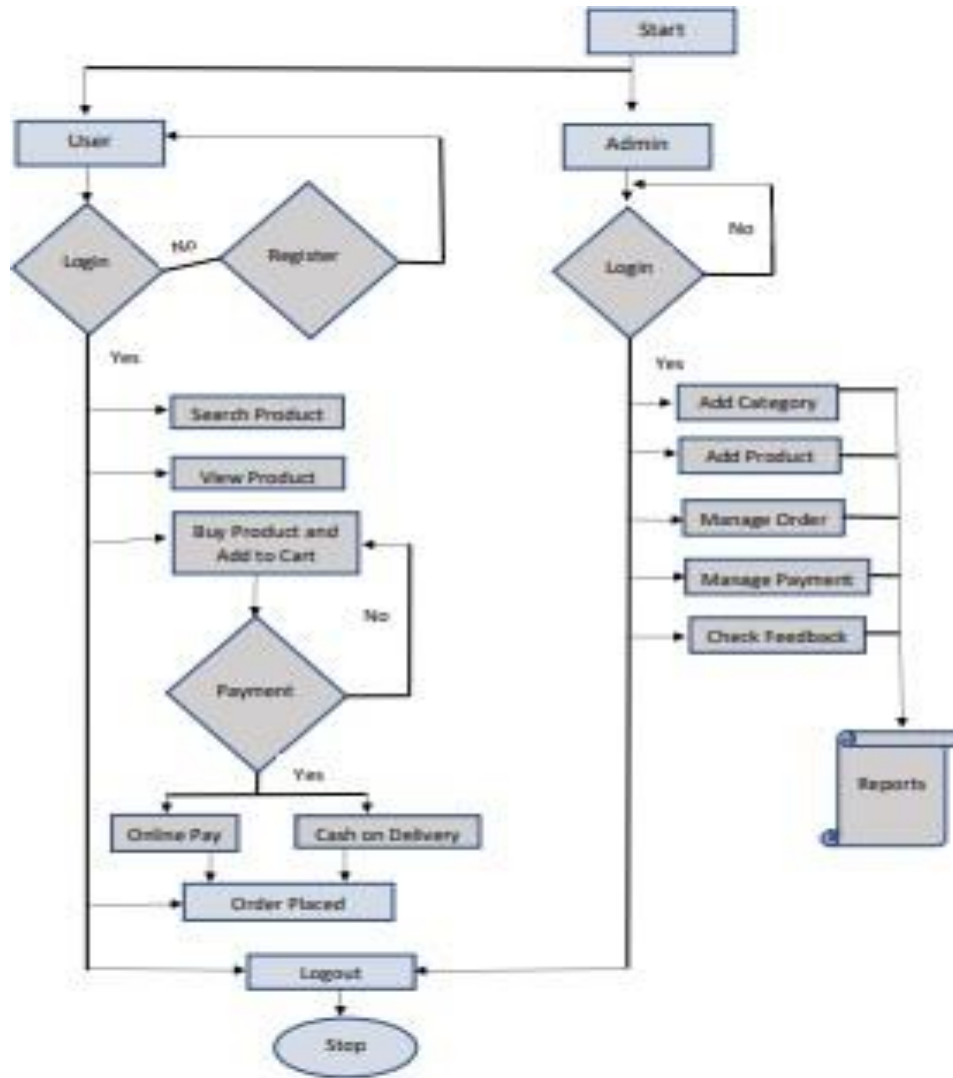 Start
User
Admin
Login
No
Register
Login
No
Yes
Yes
Search Product
View Product
Buy Product and
Add to Cart
No
Payment
Yes
Online Pay
Cash on Delivery
Order Placed
Add Category
Add Product
Manage Order
Manage Payment
Check Feedback
Reports
Logout
Stop